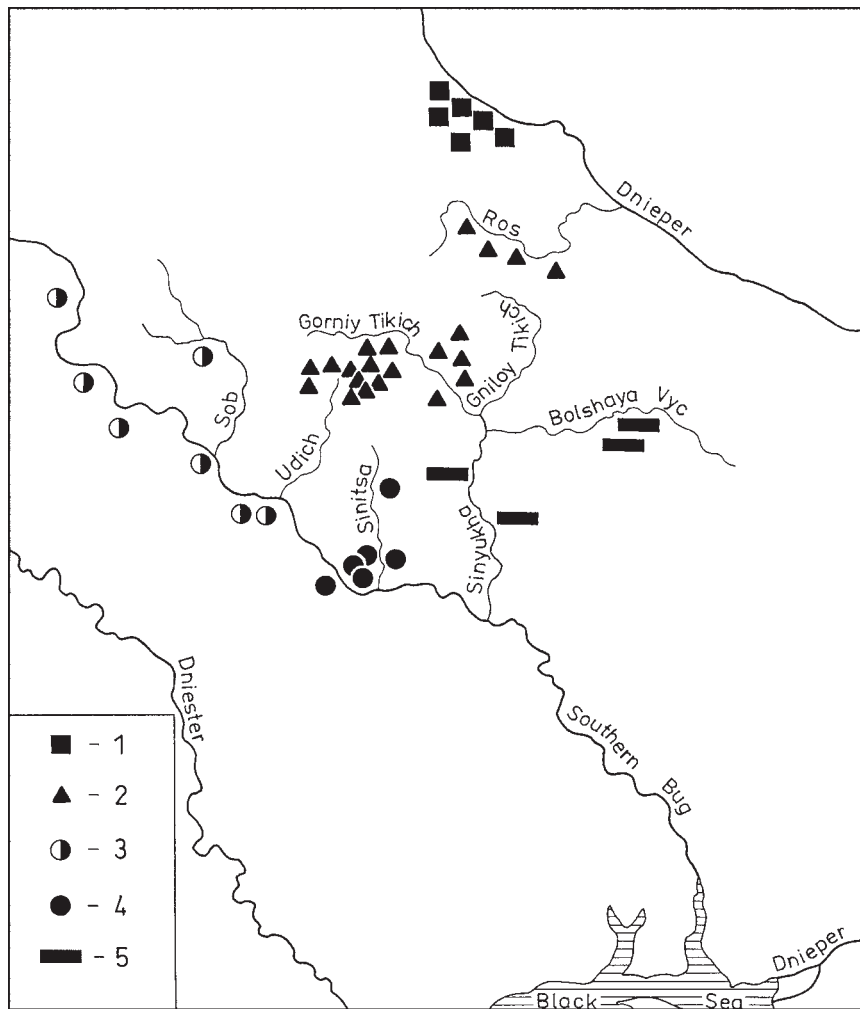 Dnieper
Ros
Gorniy Tikich
Gniloy Tikich
Sob
Bolshaya Vyc
Udich
Sinitsa
Sinyukha
Dniester
Southern Bug
- 1
- 2
- 3
- 4
- 5
Dnieper
Black Sea